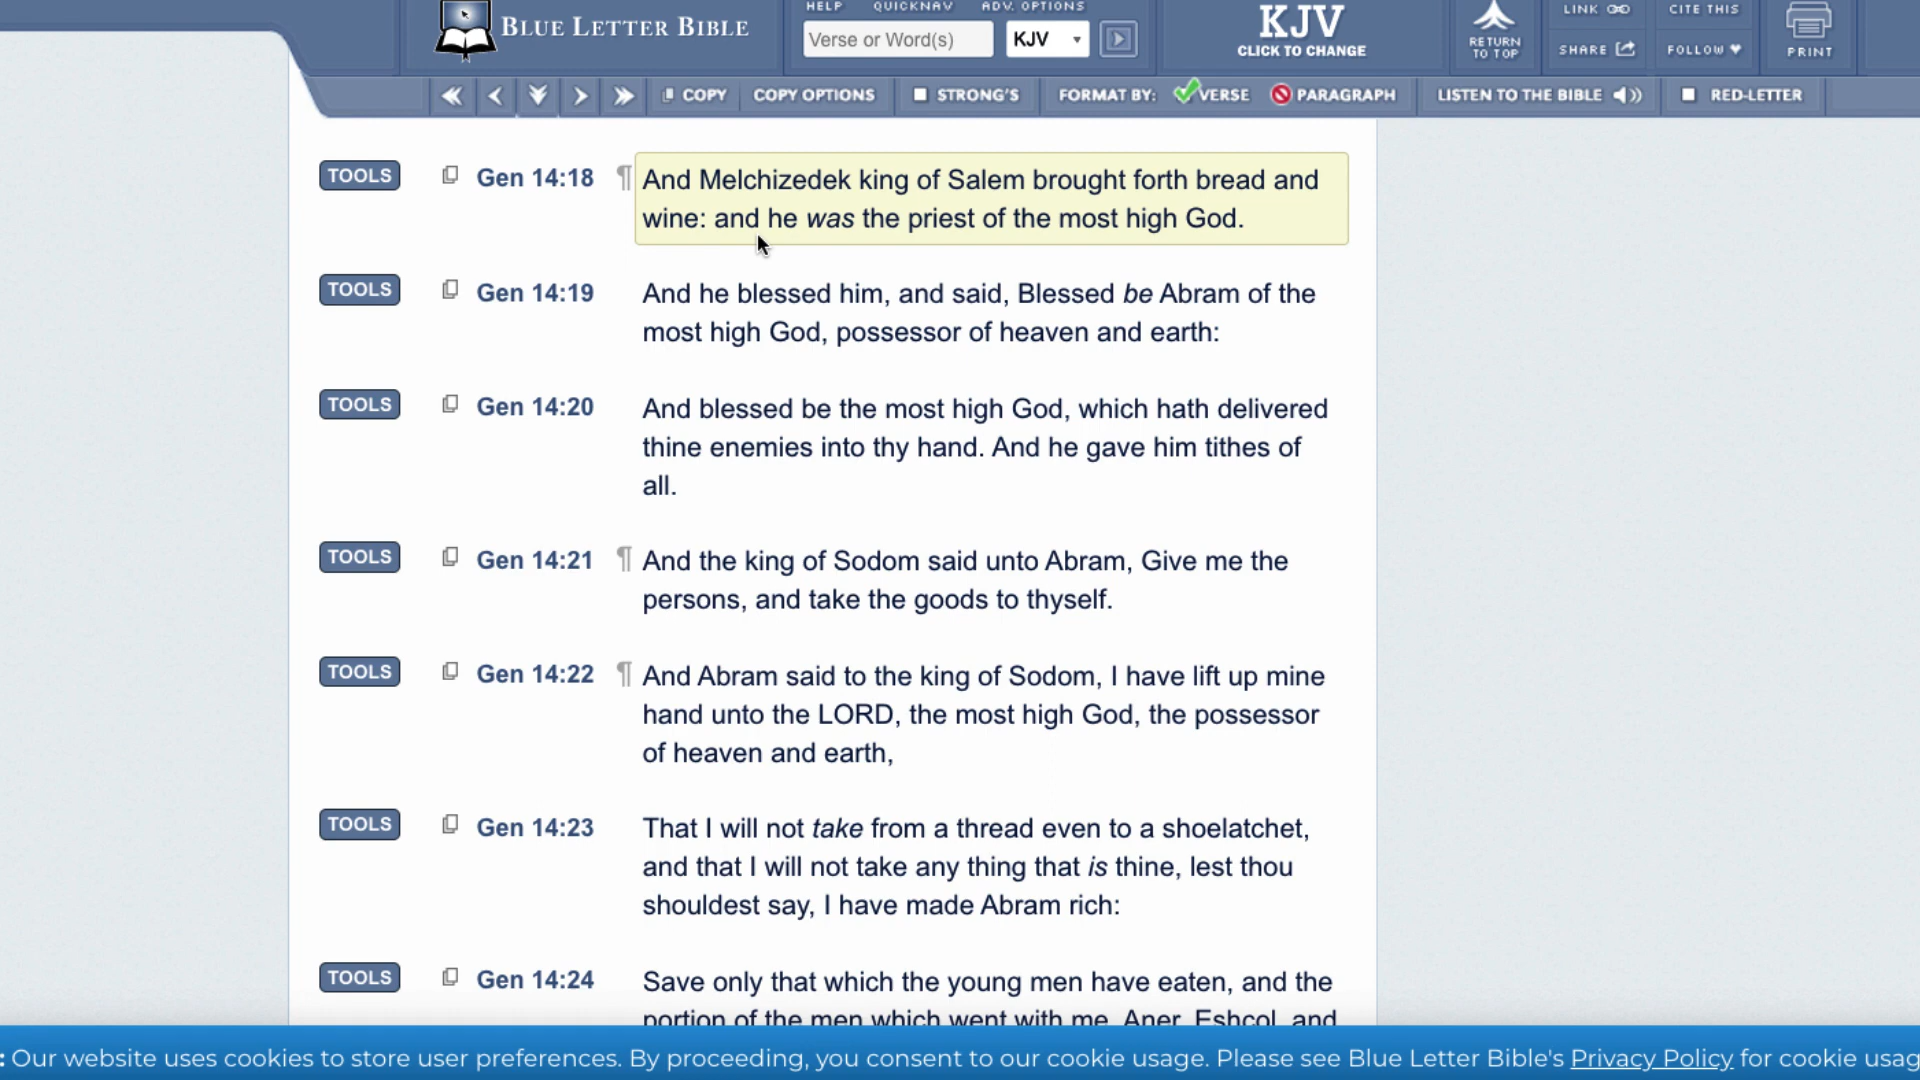 HELP QUICKNAV ADV. OPTIONS
BLUE LETTER BIBLE
Verse or Word(s)
KJV
KJV
CLICK TO CHANGE
RETURN
TO TOP
LINK
SHARE
CITE THIS
FOLLOW
PRINT
COPY COPY OPTIONS STRONG'S FORMAT BY: VERSE PARAGRAPH LISTEN TO THE BIBLE RED-LETTER
TOOLS Gen 14:18 ¶ And Melchizedek king of Salem brought forth bread and
wine: and he was the priest of the most high God.
TOOLS Gen 14:19 And he blessed him, and said, Blessed be Abram of the
most high God, possessor of heaven and earth:
TOOLS Gen 14:20 And blessed be the most high God, which hath delivered
thine enemies into thy hand. And he gave him tithes of
all.
TOOLS Gen 14:21 ¶ And the king of Sodom said unto Abram, Give me the
persons, and take the goods to thyself.
TOOLS Gen 14:22 ¶ And Abram said to the king of Sodom, I have lift up mine
hand unto the LORD, the most high God, the possessor
of heaven and earth,
TOOLS Gen 14:23 That I will not take from a thread even to a shoelatchet,
and that I will not take any thing that is thine, lest thou
shouldest say, I have made Abram rich:
TOOLS Gen 14:24 Save only that which the young men have eaten, and the
portion of the men which went with me, Aner, Eshcol, and
: Our website uses cookies to store user preferences. By proceeding, you consent to our cookie usage. Please see Blue Letter Bible's Privacy Policy for cookie usag